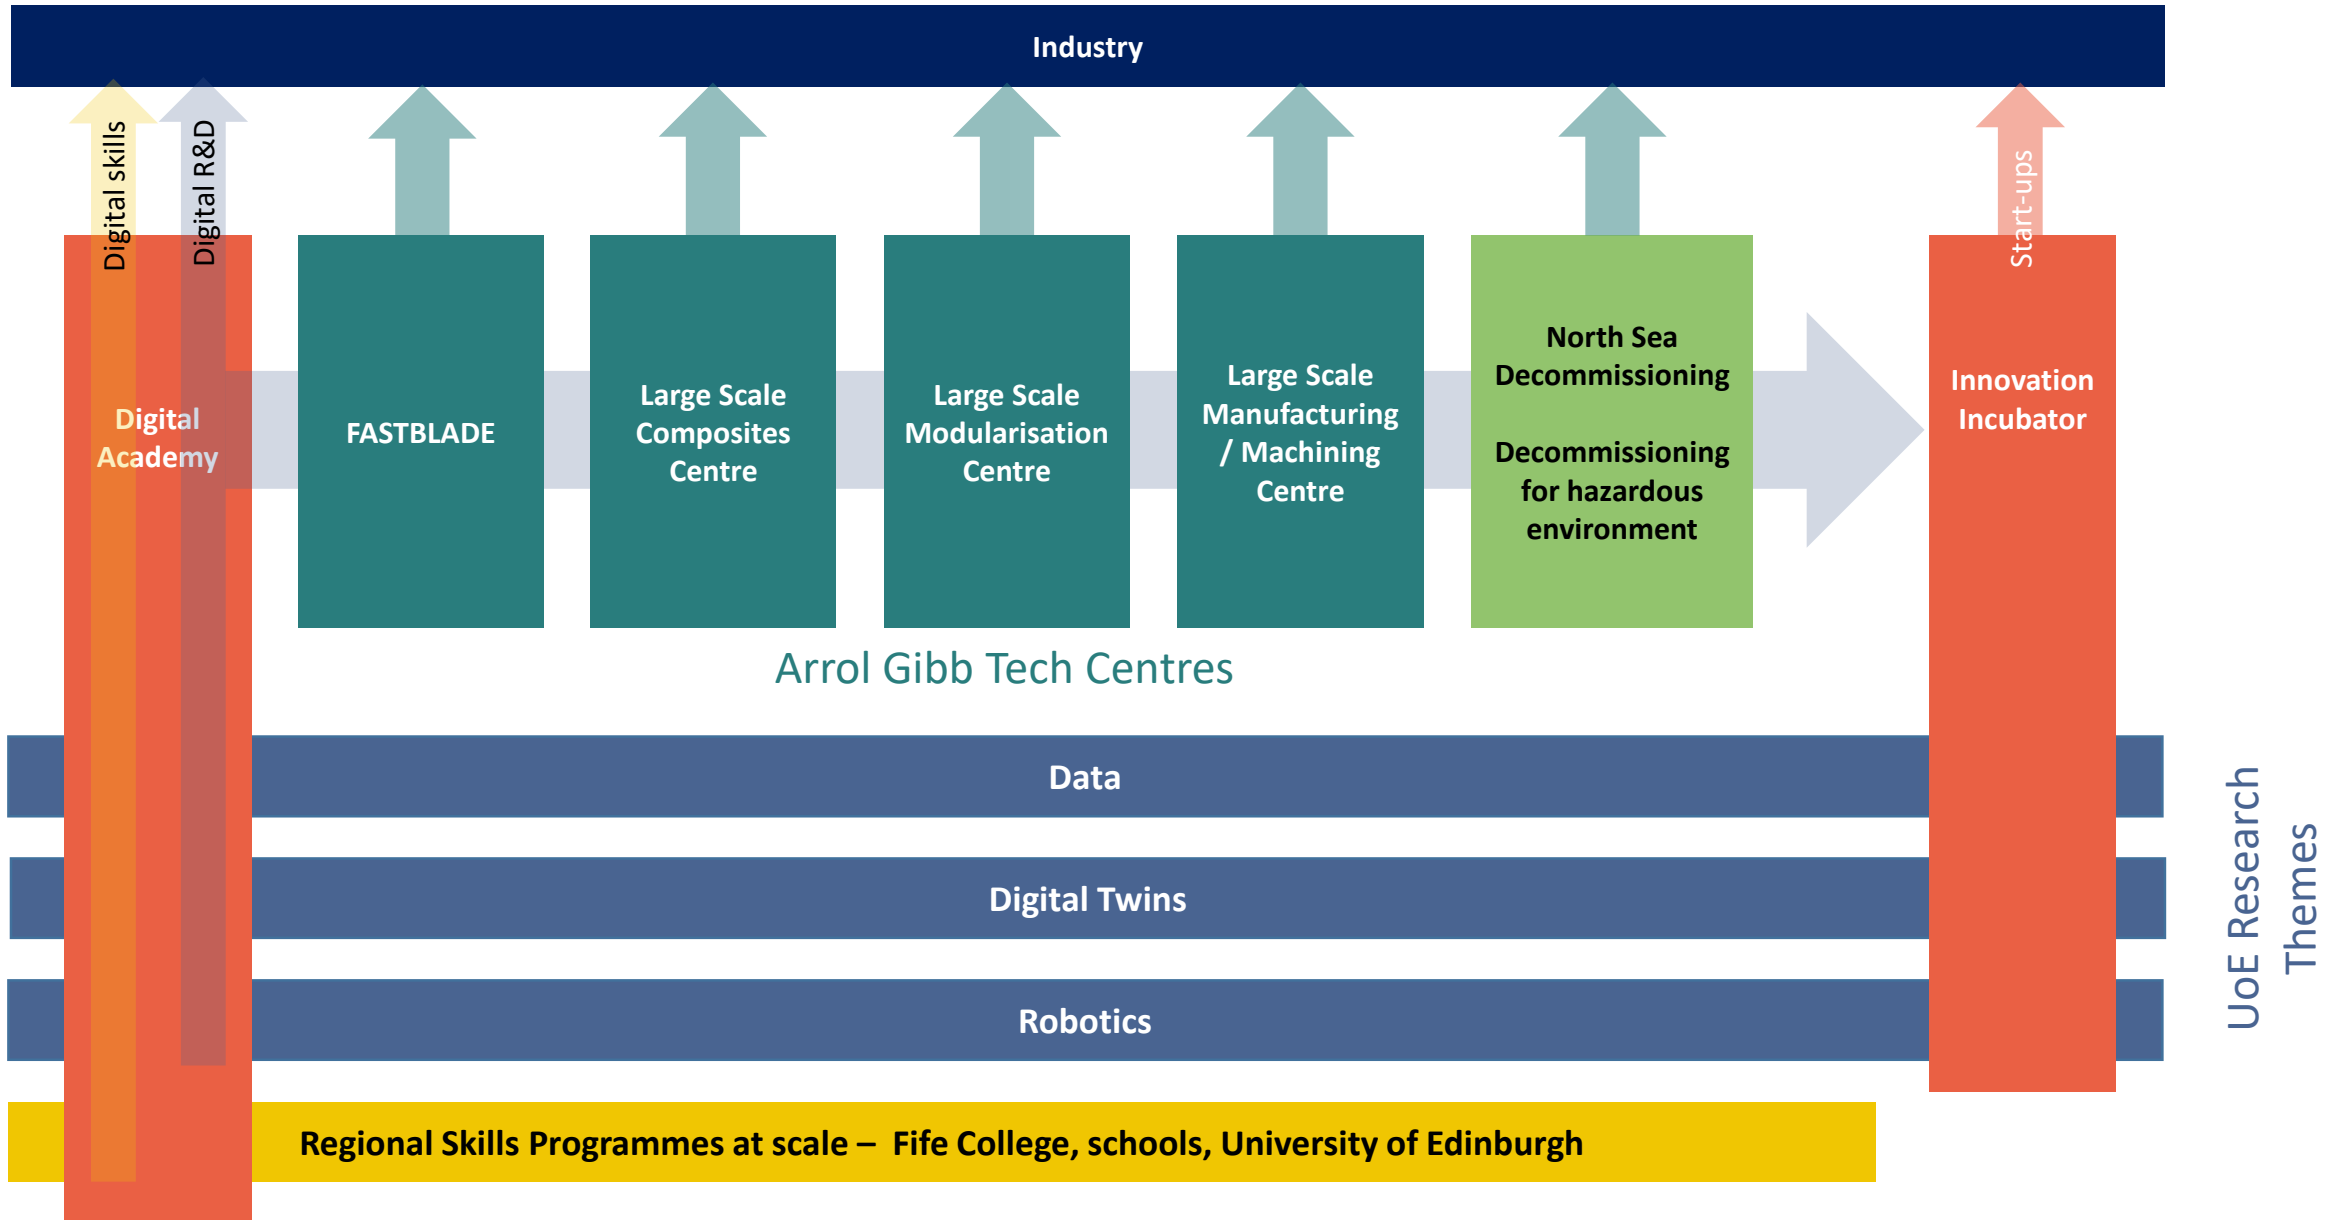 Industry
Digital skills
Digital R&D
Start-ups
Digital
Academy
FASTBLADE
Large Scale
Composites
Centre
Large Scale
Modularisation
Centre
Large Scale
Manufacturing
/ Machining
Centre
North Sea
Decommissioning
Decommissioning
for hazardous
environment
Innovation
Incubator
Arrol Gibb Tech Centres
Data
Digital Twins
Robotics
UoE Research
Themes
Regional Skills Programmes at scale – Fife College, schools, University of Edinburgh